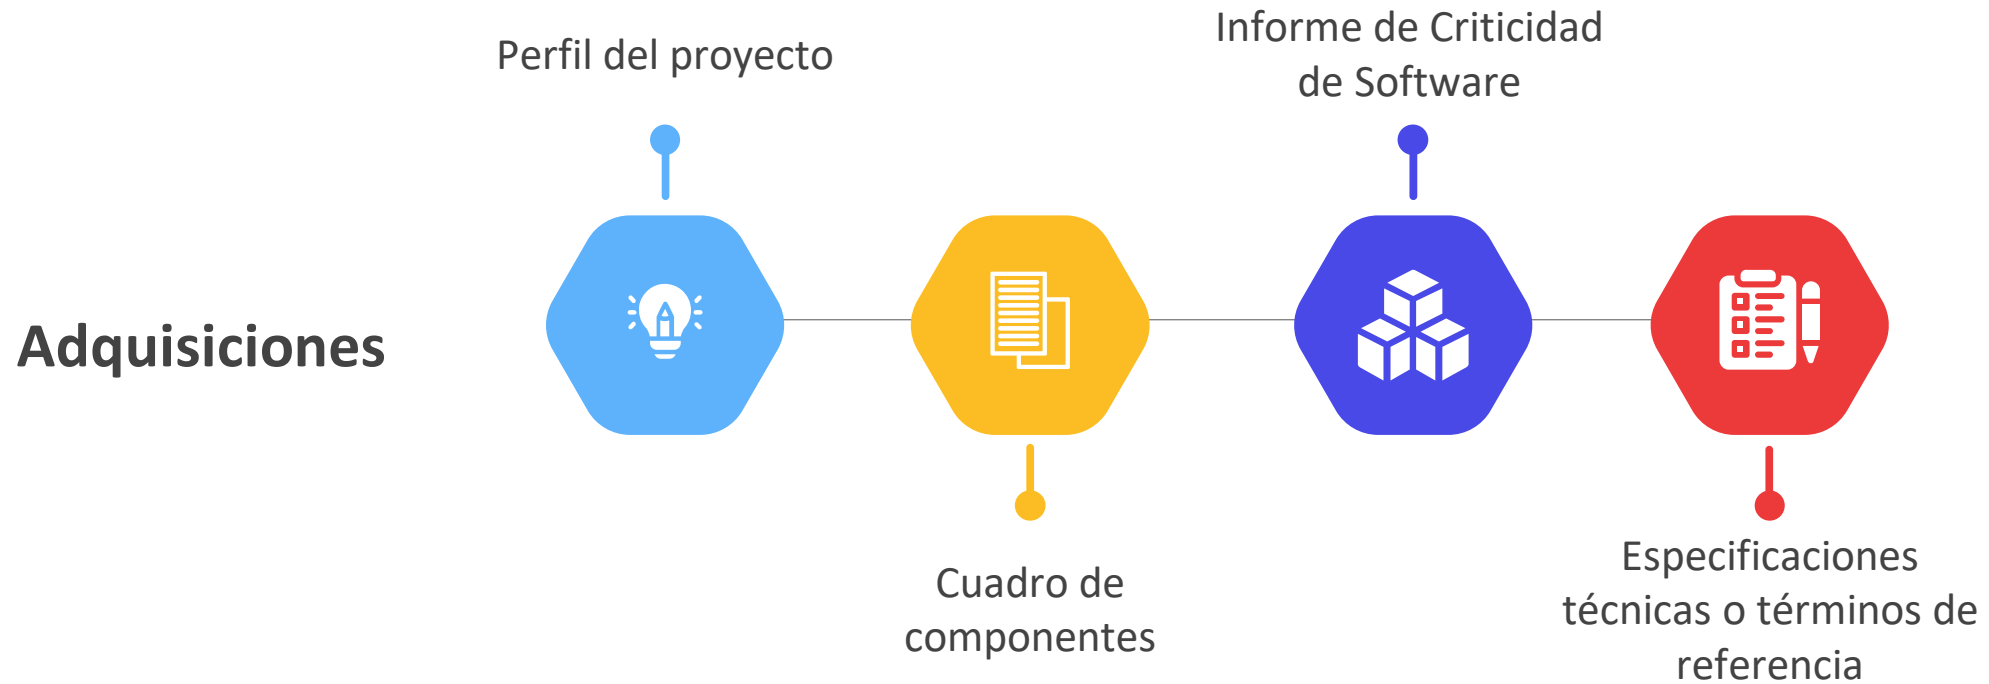 Adquisiciones
Perfil del proyecto
Cuadro de
componentes
Informe de Criticidad
de Software
Especificaciones
técnicas o términos de
referencia